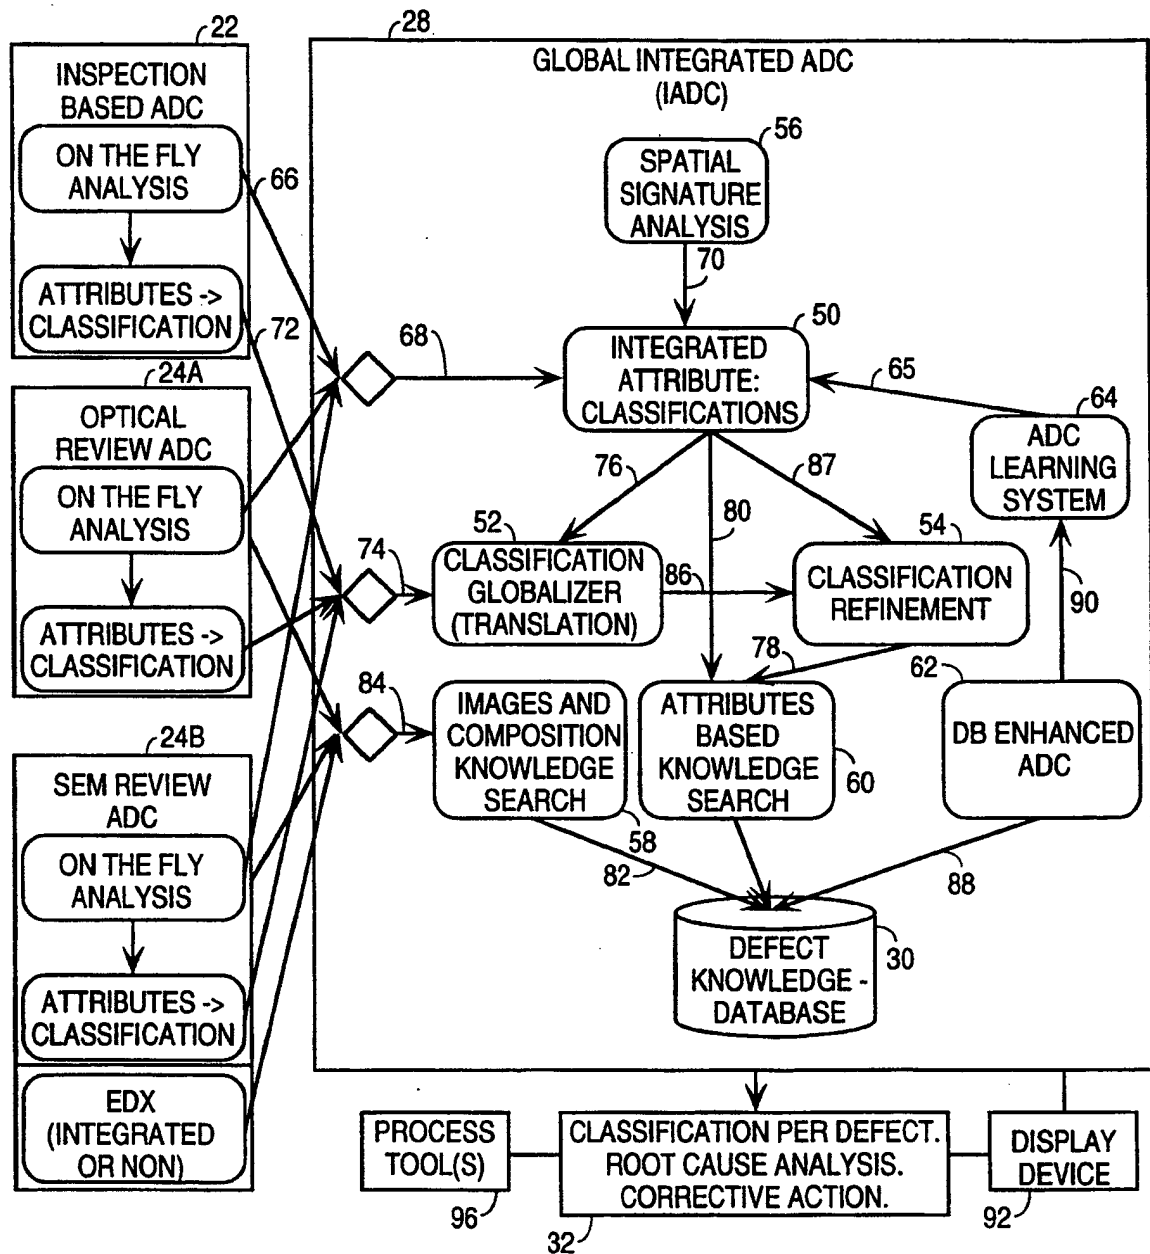 22
INSPECTION
BASED ADC
ON THE FLY
ANALYSIS
66
ATTRIBUTES ->
CLASSIFICATION
72
24A
OPTICAL
REVIEW ADC
ON THE FLY
ANALYSIS
ATTRIBUTES ->
CLASSIFICATION
24B
SEM REVIEW
ADC
ON THE FLY
ANALYSIS
ATTRIBUTES ->
CLASSIFICATION
EDX
(INTEGRATED
OR NON)
28
GLOBAL INTEGRATED ADC
(IADC)
56
SPATIAL
SIGNATURE
ANALYSIS
70
50
68
INTEGRATED
ATTRIBUTE:
CLASSIFICATIONS
65
64
ADC
LEARNING
SYSTEM
76
87
80
52
54
74
CLASSIFICATION
GLOBALIZER
(TRANSLATION)
86
CLASSIFICATION
REFINEMENT
90
78
62
84
IMAGES AND
COMPOSITION
KNOWLEDGE
SEARCH
58
ATTRIBUTES
BASED
KNOWLEDGE
SEARCH
60
DB ENHANCED
ADC
82
88
DEFECT
KNOWLEDGE -
DATABASE
30
PROCESS
TOOL(S)
96
CLASSIFICATION PER DEFECT.
ROOT CAUSE ANALYSIS.
CORRECTIVE ACTION.
32
DISPLAY
DEVICE
92